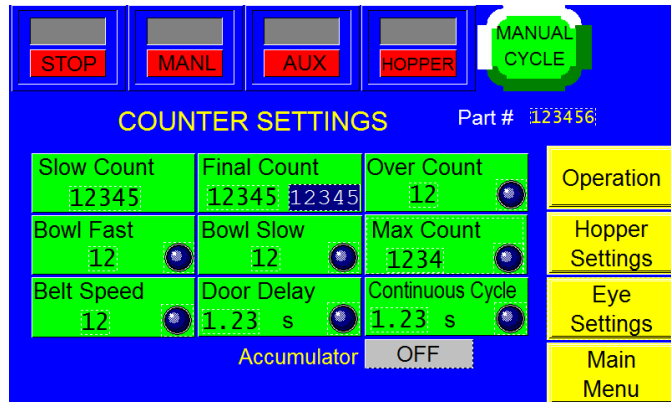 STOP MANL AUX HOPPER MANUAL
CYCLE
COUNTER SETTINGS Part # 123456
Slow Count Final Count Over Count Operation
12345 12345 12345 12
Bowl Fast Bowl Slow Max Count Hopper
Settings
12 12 1234
Belt Speed Door Delay Continuous Cycle Eye
Settings
12 1.23 s 1.23 s
Accumulator OFF Main
Menu